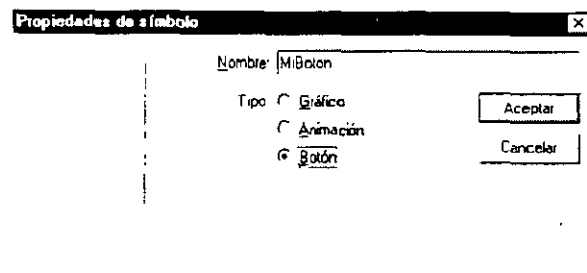 Propiedades de símbolo
Nombre: MiBoton
Tipo Gráfico
Animación
Botón
Aceptar
Cancelar